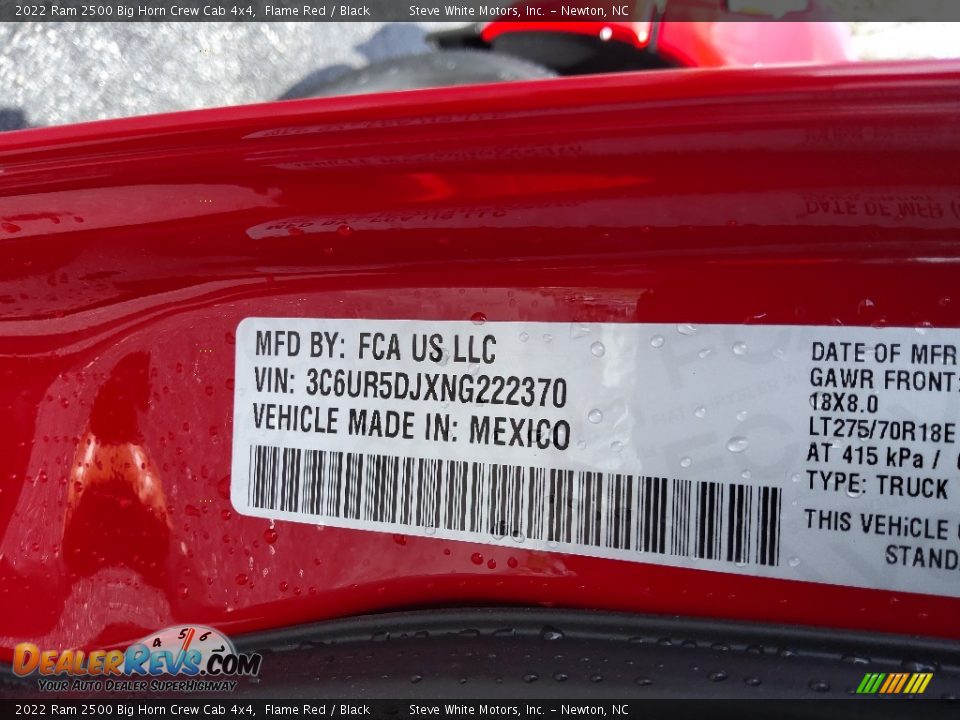 2022 Ram 2500 Big Horn Crew Cab 4x4, Flame Red / Black Steve White Motors, Inc. – Newton, NC
MFD BY: FCA US LLC
VIN: 3C6UR5DJXNG222370
VEHICLE MADE IN: MEXICO
DATE OF MFR
GAWR FRONT:
18X8.0
LT275/70R18E
AT 415 kPa /
TYPE: TRUCK
THIS VEHICLE
STAND
4 5 6
DEALERREVS.COM
YOUR AUTO DEALER SUPERHIGHWAY
2022 Ram 2500 Big Horn Crew Cab 4x4, Flame Red / Black Steve White Motors, Inc. – Newton, NC